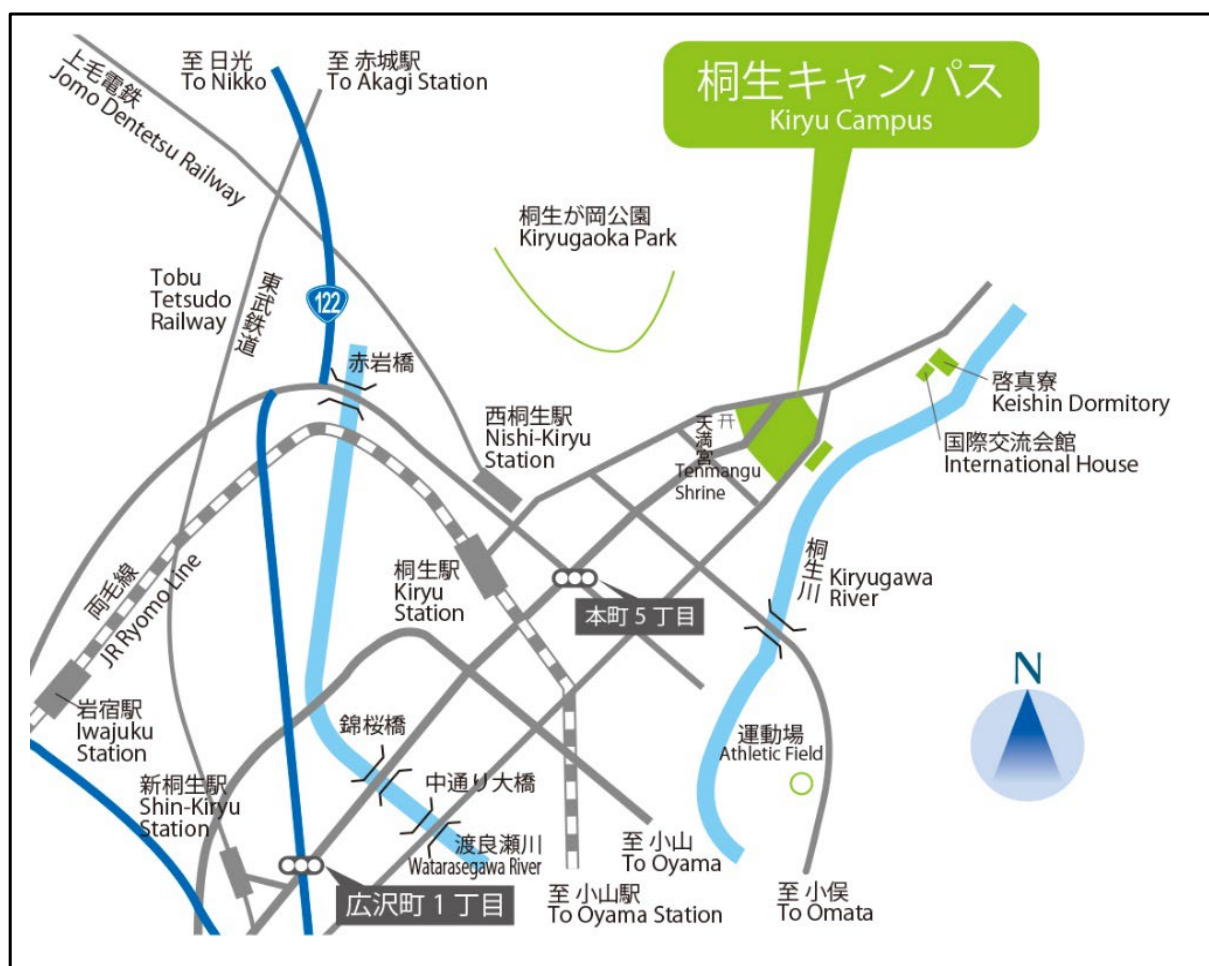 上毛電鉄
Jomo Dentetsu Railway
至 日光
To Nikko
至 赤城駅
To Akagi Station
桐生キャンパス
Kiryu Campus
桐生が岡公園
Kiryugaoka Park
Tobu
Tetsudo
Railway
東武鉄道
122
赤岩橋
西桐生駅
Nishi-Kiryu
Station
天満宮
Tenmangu
Shrine
啓真寮
Keishin Dormitory
国際交流会館
International House
両毛線
JR Ryomo Line
桐生駅
Kiryu
Station
本町 5 丁目
桐生川
Kiryugawa
River
N
岩宿駅
Iwajuku
Station
錦桜橋
運動場
Athletic Field
新桐生駅
Shin-Kiryu
Station
中通り大橋
渡良瀬川
Watarasegawa River
至 小山
To Oyama
広沢町 1 丁目
至 小山駅
To Oyama Station
至 小俣
To Omata